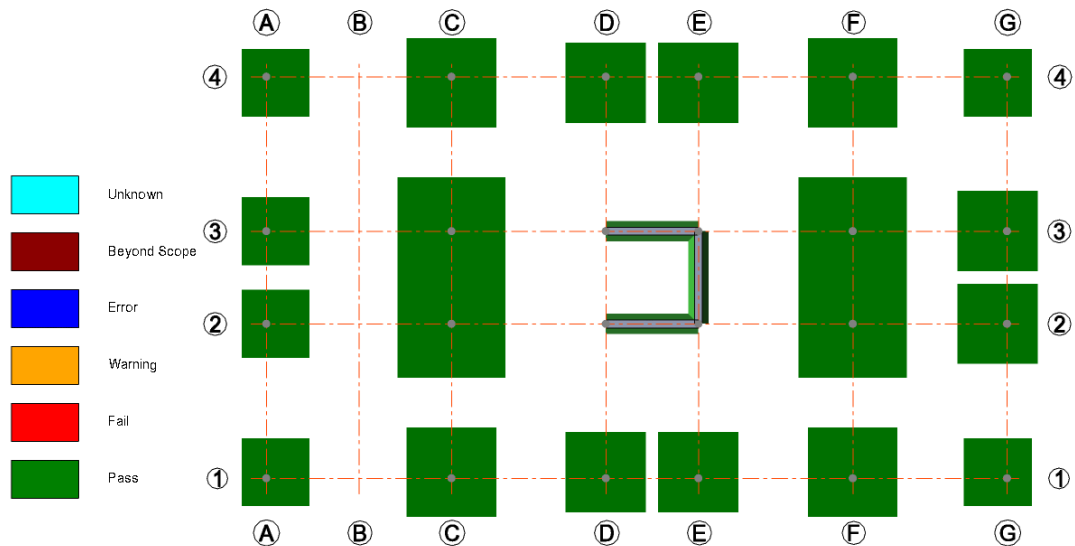 A B C D E F G
4 4
Unknown
3 3
Beyond Scope
Error
2 2
Warning
Fail
Pass
1 1
A B C D E F G